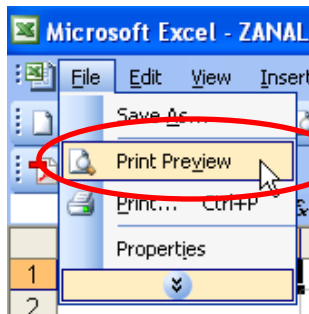 Microsoft Excel - ZANAL
File Edit View Insert
Save As...
Print Preview
Print... Ctrl+P
Properties
1
2